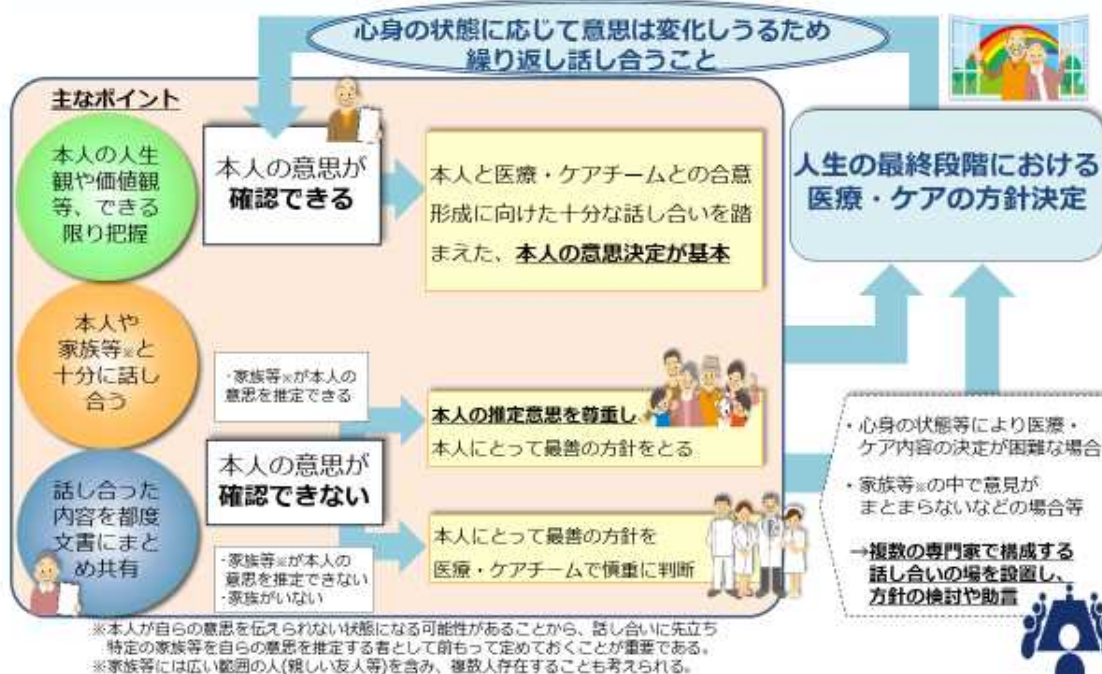 心身の状態に応じて意思は変化しうるため
繰り返し話し合うこと
主なポイント
本人の人生
観や価値観
等、できる
限り把握
本人や
家族等※と
十分に話し
合う
話し合った
内容を都度
文書にまと
め共有
本人の意思が
確認できる
本人と医療・ケアチームとの合意
形成に向けた十分な話し合いを踏
まえた、本人の意思決定が基本
・家族等※が本人の
意思を推定できる
本人の推定意思を尊重し、
本人にとって最善の方針をとる
本人の意思が
確認できない
・家族等※が本人の
意思を推定できない
・家族がいない
本人にとって最善の方針を
医療・ケアチームで慎重に判断
人生の最終段階における
医療・ケアの方針決定
・心身の状態等により医療・
ケア内容の決定が困難な場合
・家族等※の中で意見が
まとまらないなどの場合等
→複数の専門家で構成する
話し合いの場を設置し、
方針の検討や助言
※本人が自らの意思を伝えられない状態になる可能性があることから、話し合いに先立ち
特定の家族等を自らの意思を推定する者として前もって定めておくことが重要である。
※家族等には広い範囲の人(親しい友人等)を含み、複数人存在することも考えられる。